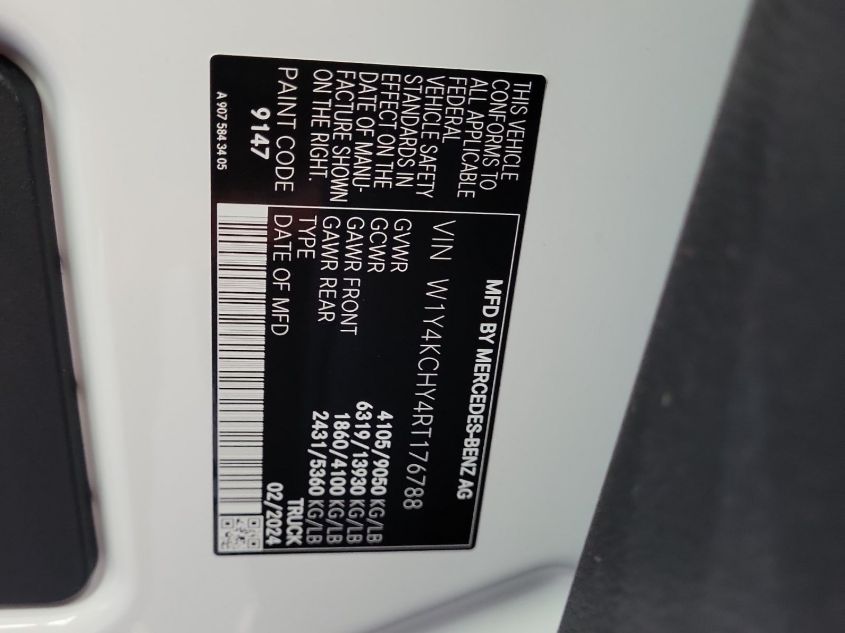 MFD BY MERCEDES-BENZ AG
VIN W1Y4KCHY4RT176788
GVWR 4105/9050 KG/LB
GCWR 6319/13930 KG/LB
GAWR FRONT 1860/4100 KG/LB
GAWR REAR 2431/5360 KG/LB
TYPE TRUCK
DATE OF MFD 02/2024
THIS VEHICLE
CONFORMS TO
ALL APPLICABLE
FEDERAL
VEHICLE SAFETY
STANDARDS IN
EFFECT ON THE
DATE OF MANU-
FACTURE SHOWN
ON THE RIGHT.
PAINT CODE
9147
A 907 584 34 05